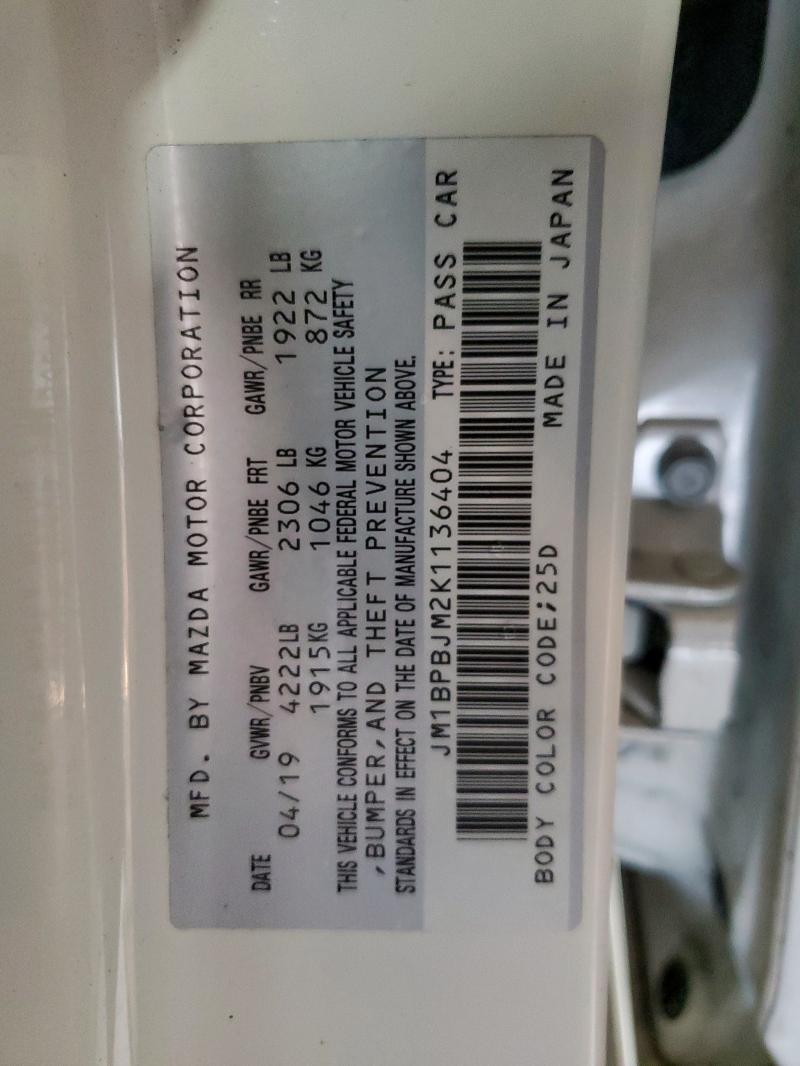 MFD. BY MAZDA MOTOR CORPORATION
DATE GVWR/PNBV GAWR/PNBE FRT GAWR/PNBE RR
04/19 4222LB 2306 LB 1922 LB
1915KG 1046 KG 872 KG
THIS VEHICLE CONFORMS TO ALL APPLICABLE FEDERAL MOTOR VEHICLE SAFETY
,BUMPER,AND THEFT PREVENTION
STANDARDS IN EFFECT ON THE DATE OF MANUFACTURE SHOWN ABOVE.
JM1BPBJM2K1136404 TYPE: PASS CAR
BODY COLOR CODE;25D MADE IN JAPAN